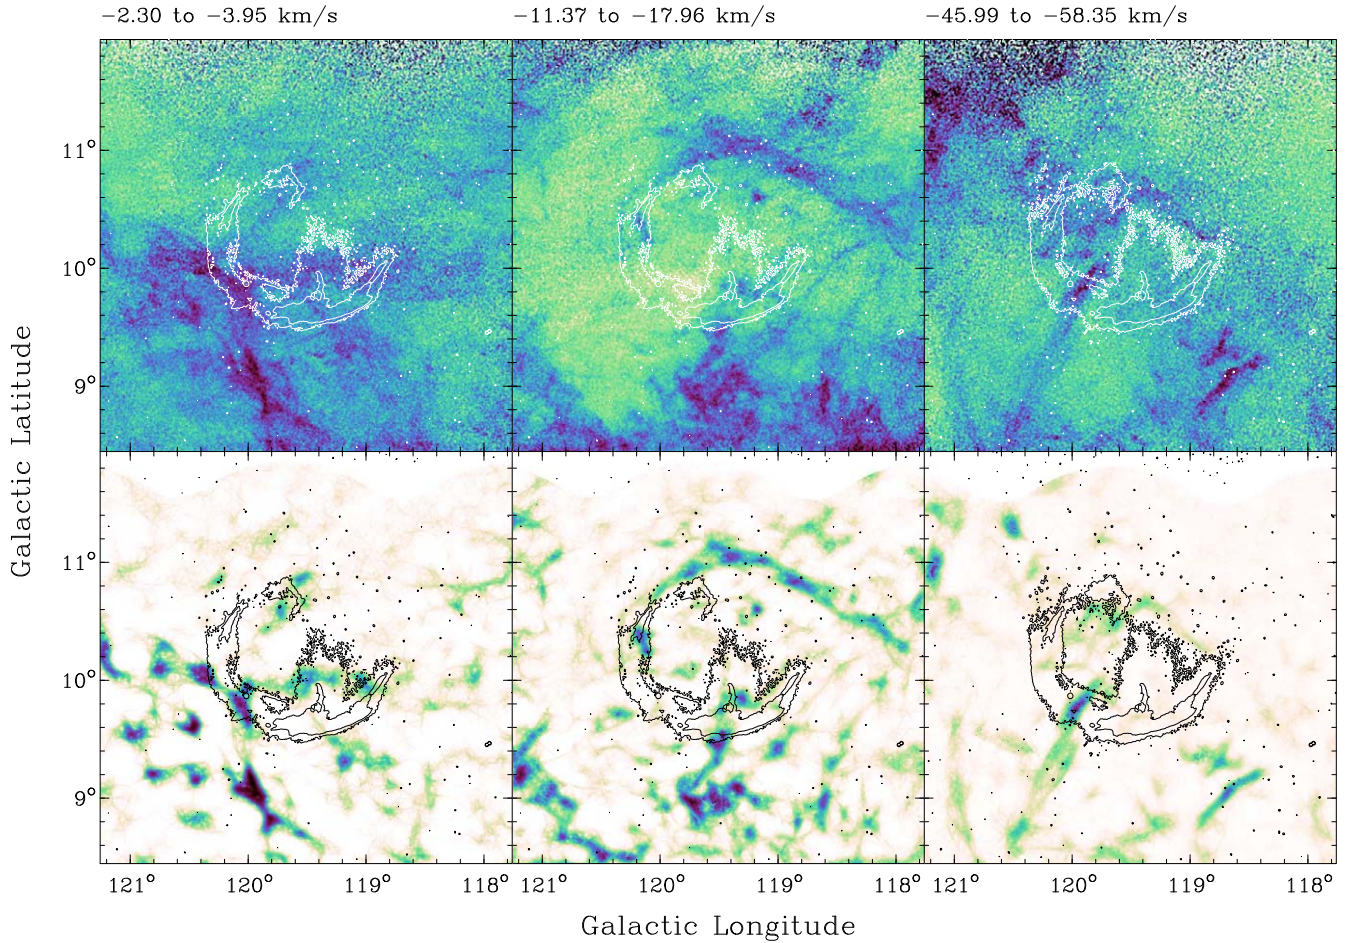 −2.30 to −3.95 km/s
−11.37 to −17.96 km/s
−45.99 to −58.35 km/s
11°
10°
9°
11°
10°
9°
Galactic Latitude
121° 120° 119° 118°
121° 120° 119° 118°
121° 120° 119° 118°
Galactic Longitude